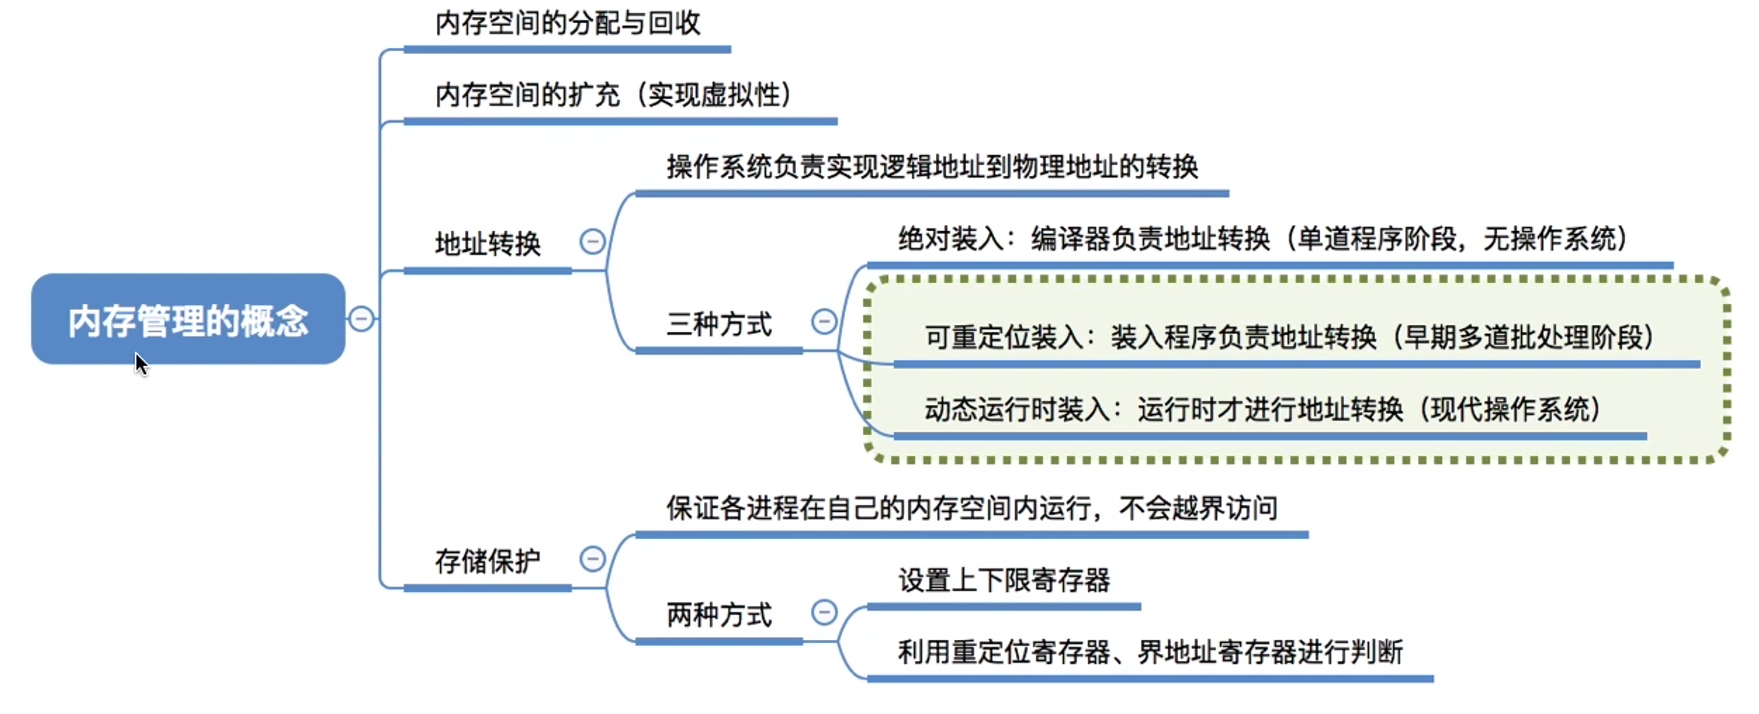 内存空间的分配与回收
内存空间的扩充（实现虚拟性）
操作系统负责实现逻辑地址到物理地址的转换
地址转换
绝对装入：编译器负责地址转换（单道程序阶段，无操作系统）
内存管理的概念
三种方式
可重定位装入：装入程序负责地址转换（早期多道批处理阶段）
动态运行时装入：运行时才进行地址转换（现代操作系统）
保证各进程在自己的内存空间内运行，不会越界访问
存储保护
设置上下限寄存器
两种方式
利用重定位寄存器、界地址寄存器进行判断